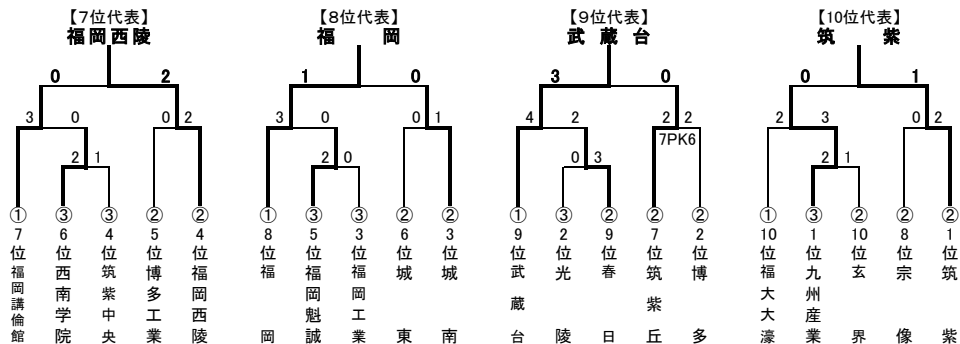 【7位代表】 【8位代表】 【9位代表】 【10位代表】
福岡西陵 福岡 武蔵台 筑紫
0 2 1 0 3 0 0 1
3 0 0 2 3 0 0 1 4 2 2 2 2 3 0 2
7PK6
2 1 2 0 0 3 2 1
① ③ ③ ② ② ① ③ ③ ② ② ① ③ ② ② ② ① ③ ② ② ②
7位福岡講倫館
6位西南学院
4位筑紫中央
5位博多工業
4位福岡西陵
8位福岡
5位福岡魁誠
3位福岡工業
6位城東
3位城南
9位武蔵台
2位光陵
9位春日
7位筑紫丘
2位博多
10位福大大濠
1位九州産業
10位玄界
8位宗像
1位筑紫